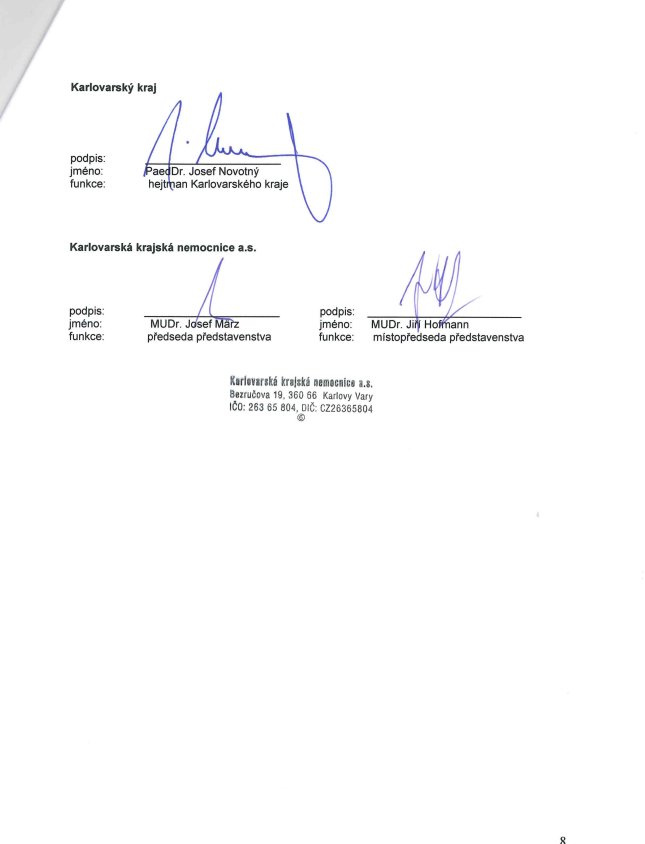 Karlovarský kraj
podpis:
jméno: PaedDr. Josef Novotný
funkce: hejtman Karlovarského kraje
Karlovarská krajská nemocnice a.s.
podpis:
jméno: MUDr. Josef März
funkce: předseda představenstva
podpis:
jméno: MUDr. Jiří Hofmann
funkce: místopředseda představenstva
Karlovarská krajská nemocnice a.s.
Bezručova 19, 360 66 Karlovy Vary
IČO: 263 65 804, DIČ: CZ26365804
©
8